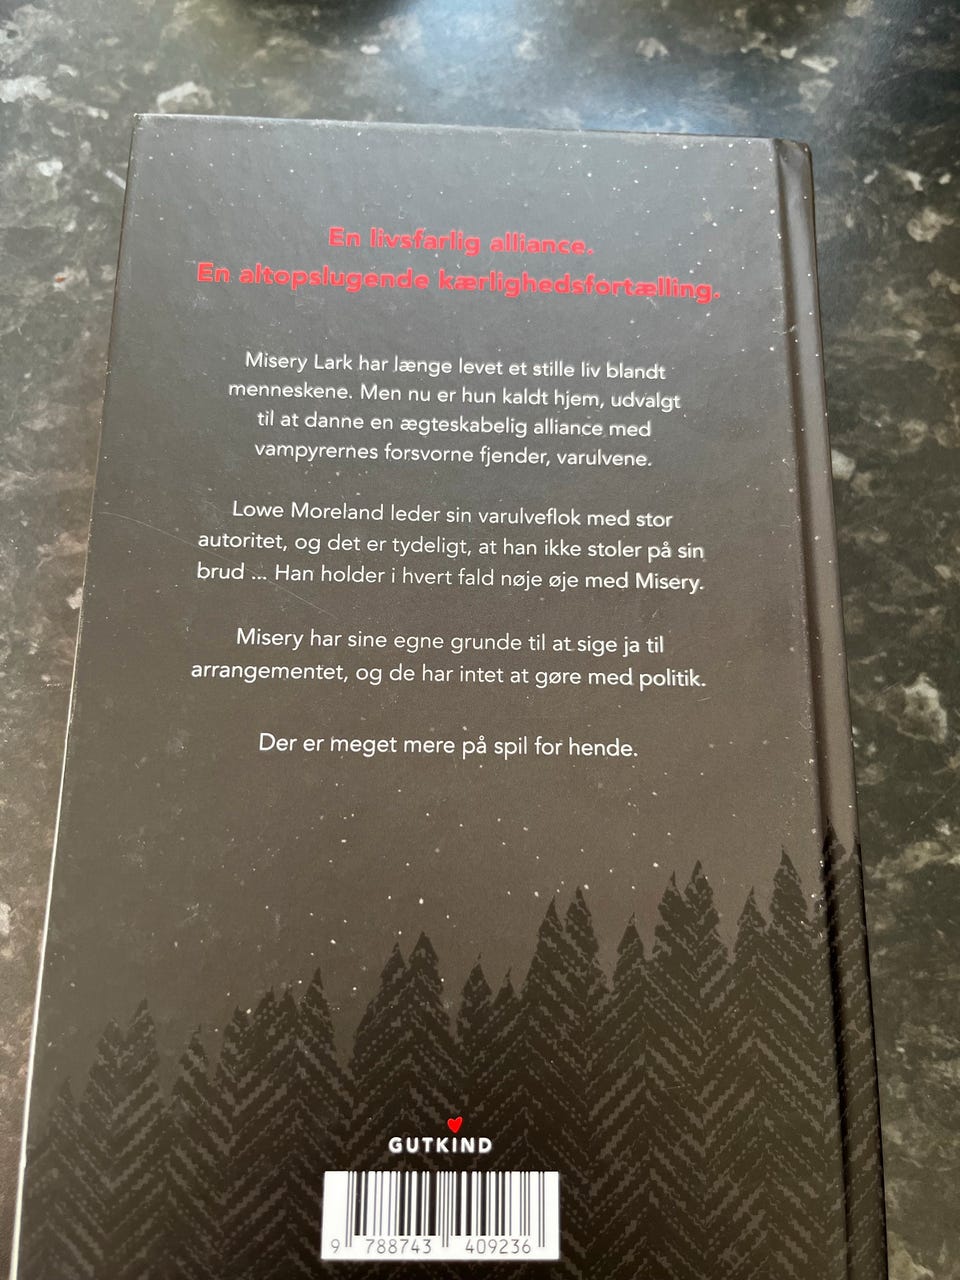 En livsfarlig alliance.
En altopslugende kærlighedsfortælling.
Misery Lark har længe levet et stille liv blandt
menneskene. Men nu er hun kaldt hjem, udvalgt
til at danne en ægteskabelig alliance med
vampyrernes forsvorne fjender, varulvene.
Lowe Moreland leder sin varulveflok med stor
autoritet, og det er tydeligt, at han ikke stoler på sin
brud ... Han holder i hvert fald nøje øje med Misery.
Misery har sine egne grunde til at sige ja til
arrangementet, og de har intet at gøre med politik.
Der er meget mere på spil for hende.
GUTKIND
9 788743 409236